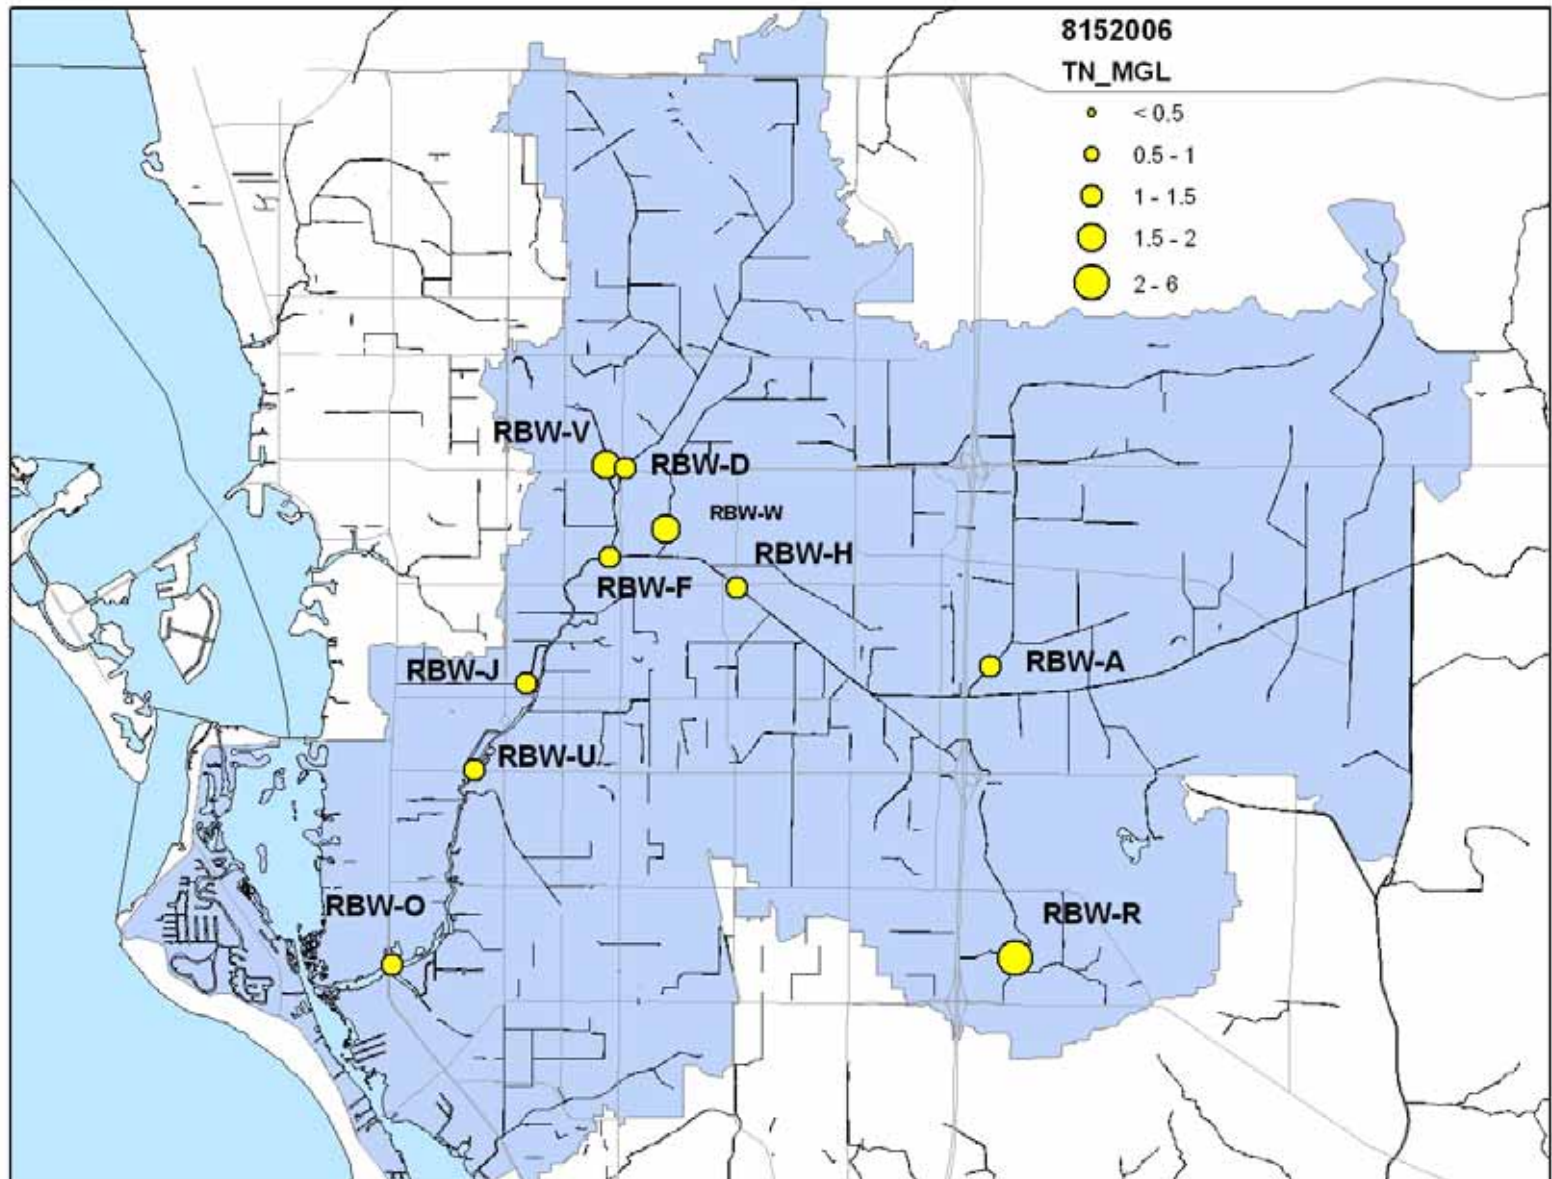 8152006
TN_MGL
< 0.5
0.5 - 1
1 - 1.5
1.5 - 2
2 - 6
RBW-V
RBW-D
RBW-W
RBW-H
RBW-F
RBW-A
RBW-J
RBW-U
RBW-O
RBW-R